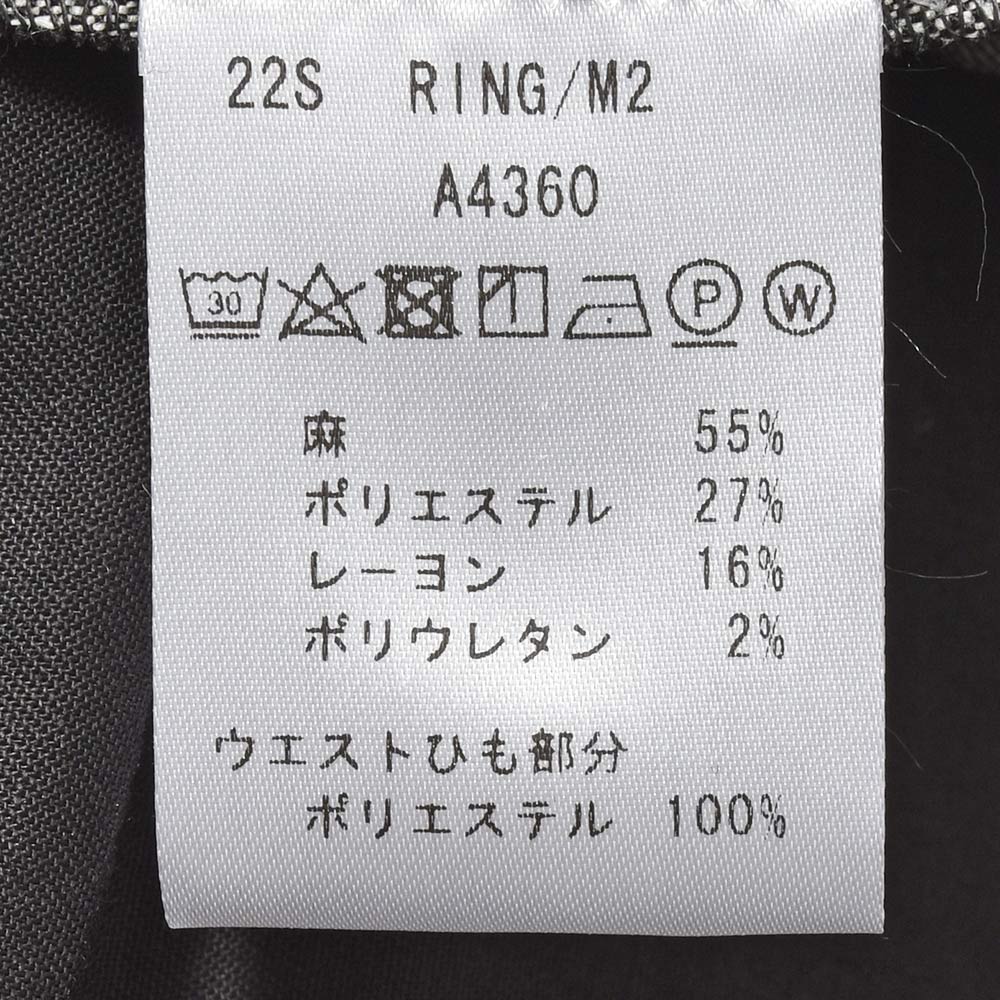 22S RING/M2
A4360
30 P W
麻 55%
ポリエステル 27%
レーヨン 16%
ポリウレタン 2%
ウエストひも部分
ポリエステル 100%